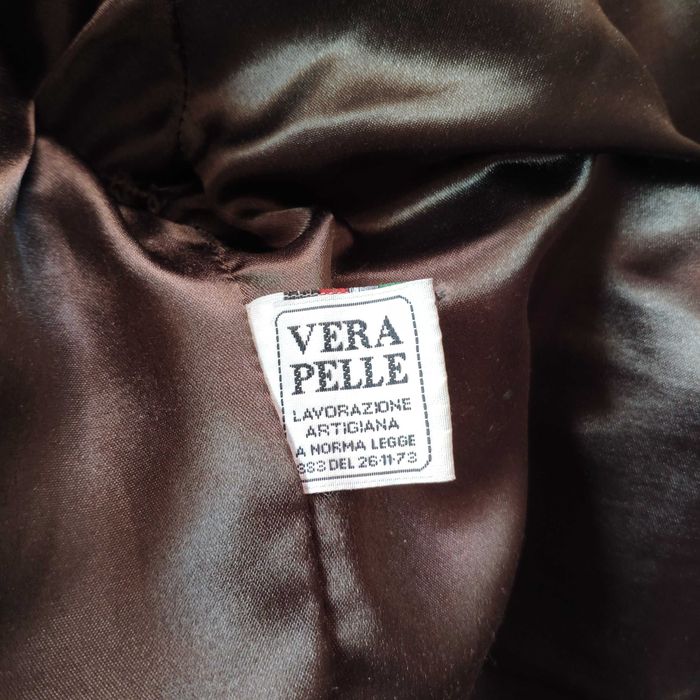 VERA
PELLE
LAVORAZIONE
ARTIGIANA
A NORMA LEGGE
883 DEL 26-11-73